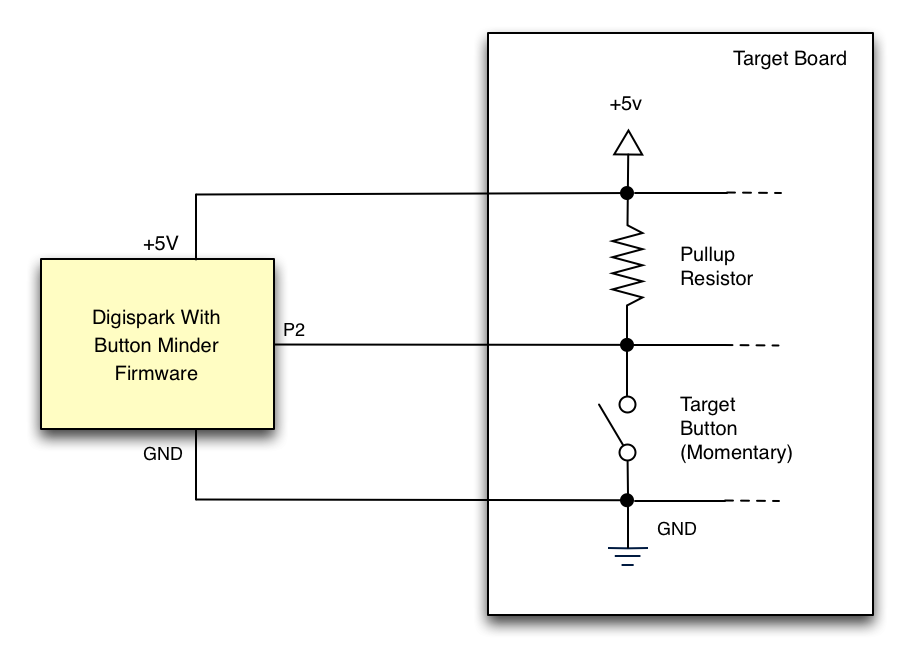 Target Board
+5v
+5V
Pullup
Resistor
Digispark With
Button Minder
Firmware
P2
Target
Button
(Momentary)
GND
GND